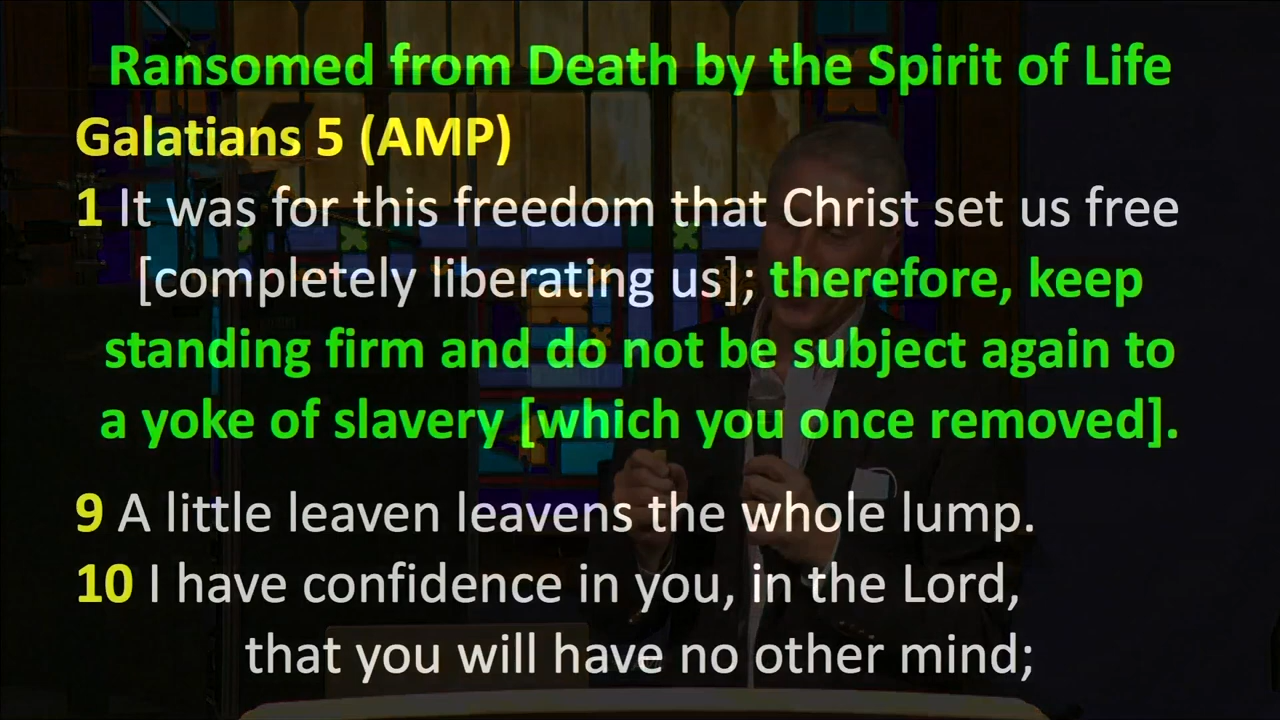 Ransomed from Death by the Spirit of Life
Galatians 5 (AMP)
1 It was for this freedom that Christ set us free
[completely liberating us]; therefore, keep
standing firm and do not be subject again to
a yoke of slavery [which you once removed].
9 A little leaven leavens the whole lump.
10 I have confidence in you, in the Lord,
that you will have no other mind;